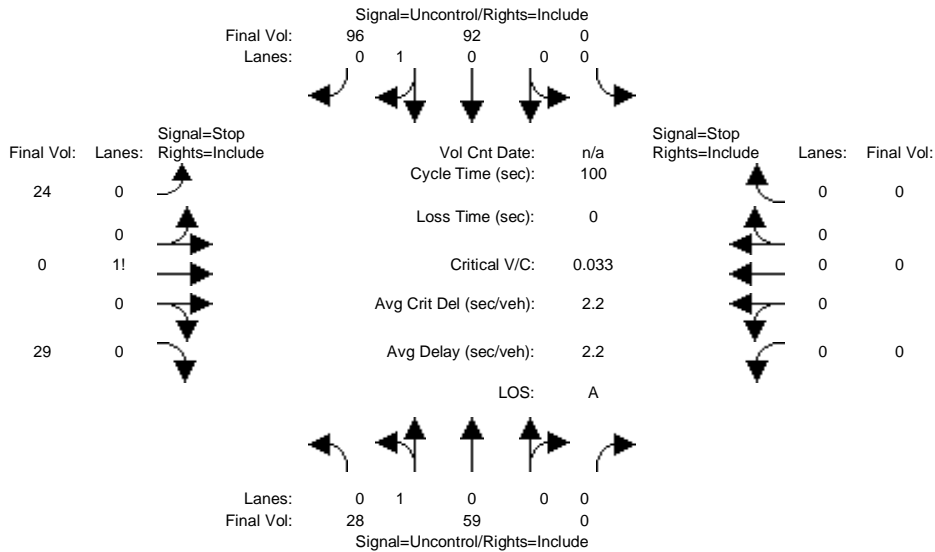 Signal=Uncontrol/Rights=Include
Final Vol: 96 92 0
Lanes: 0 1 0 0 0
Signal=Stop Signal=Stop
Final Vol: Lanes: Rights=Include Vol Cnt Date: n/a Rights=Include Lanes: Final Vol:
Cycle Time (sec): 100
24 0 0 0
Loss Time (sec): 0
0 0
0 1! Critical V/C: 0.033 0 0
0 Avg Crit Del (sec/veh): 2.2 0
29 0 Avg Delay (sec/veh): 2.2 0 0
LOS: A
Lanes: 0 1 0 0 0
Final Vol: 28 59 0
Signal=Uncontrol/Rights=Include